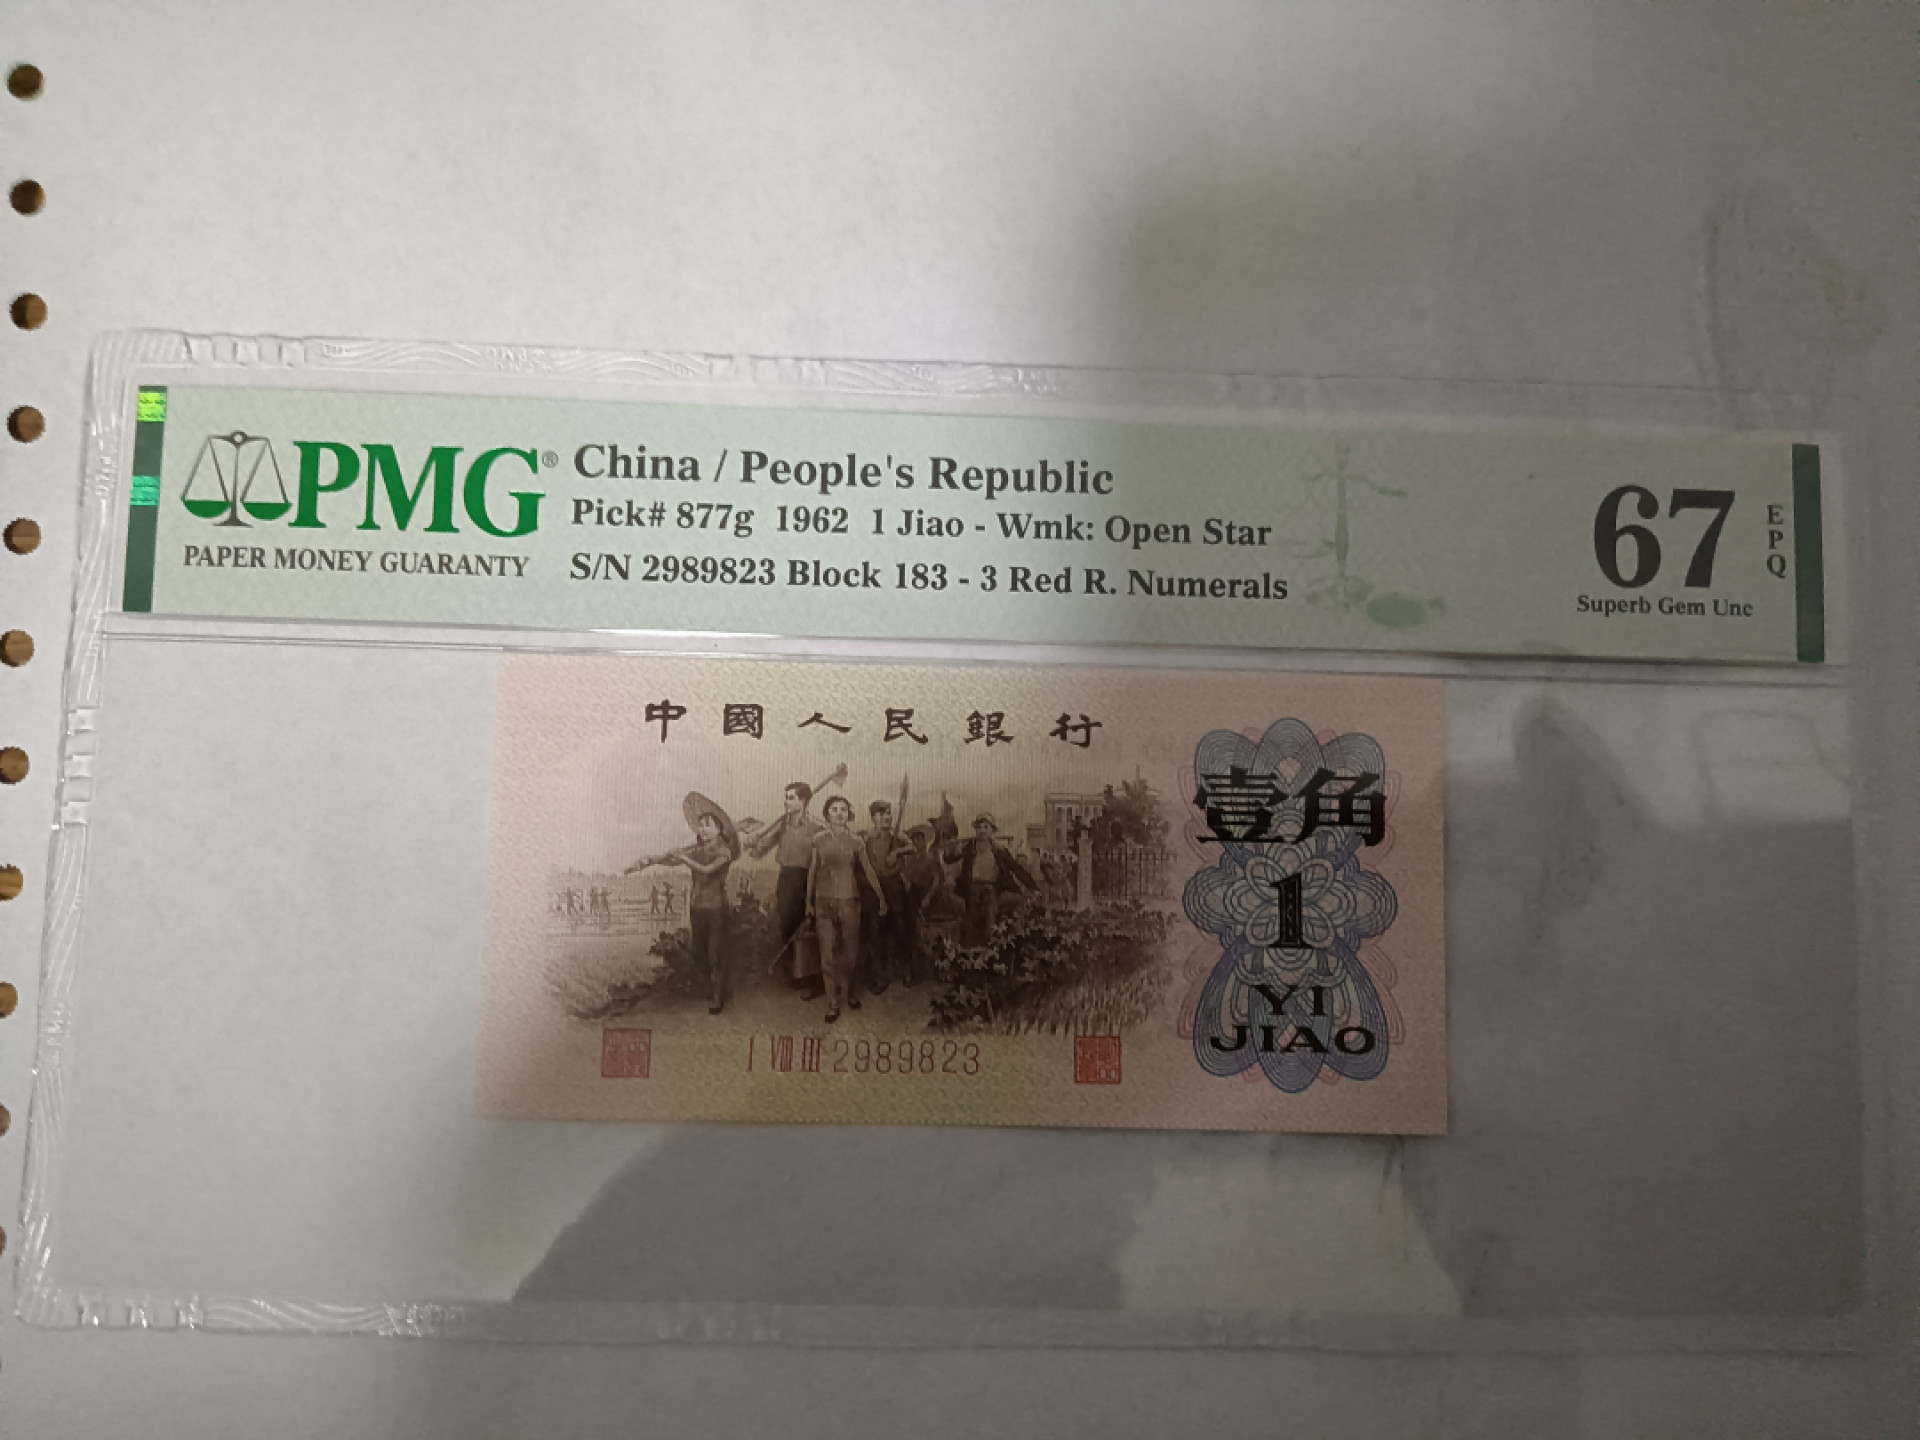 PMG®
PAPER MONEY GUARANTY
China / People's Republic
Pick# 877g 1962 1 Jiao - Wmk: Open Star
S/N 2989823 Block 183 - 3 Red R. Numerals
67
EPQ
Superb Gem Unc
中國人民銀行
壹角
1
YI
JIAO
I VIII III 2989823